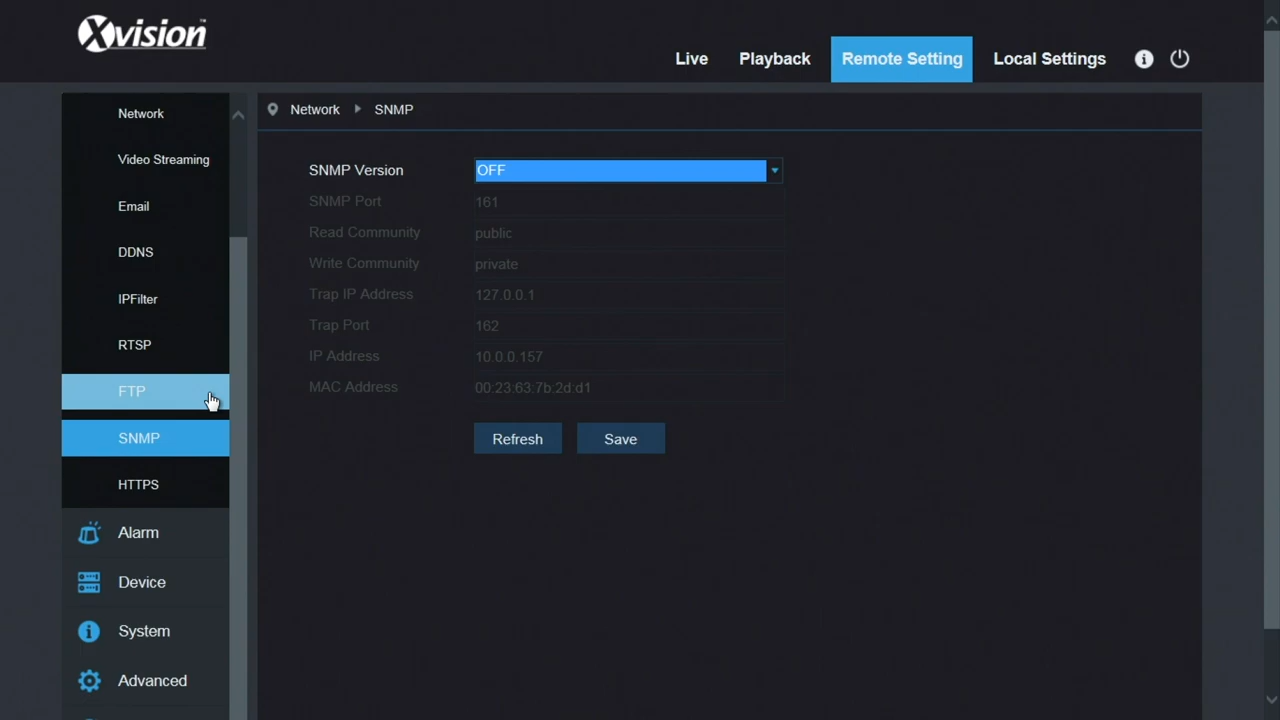 Xvision™
Live
Playback
Remote Setting
Local Settings
Network
Video Streaming
Email
DDNS
IPFilter
RTSP
FTP
SNMP
HTTPS
Alarm
Device
System
Advanced
Network SNMP
SNMP Version OFF
SNMP Port 161
Read Community public
Write Community private
Trap IP Address 127.0.0.1
Trap Port 162
IP Address 10.0.0.157
MAC Address 00:23:63:7b:2d:d1
Refresh Save